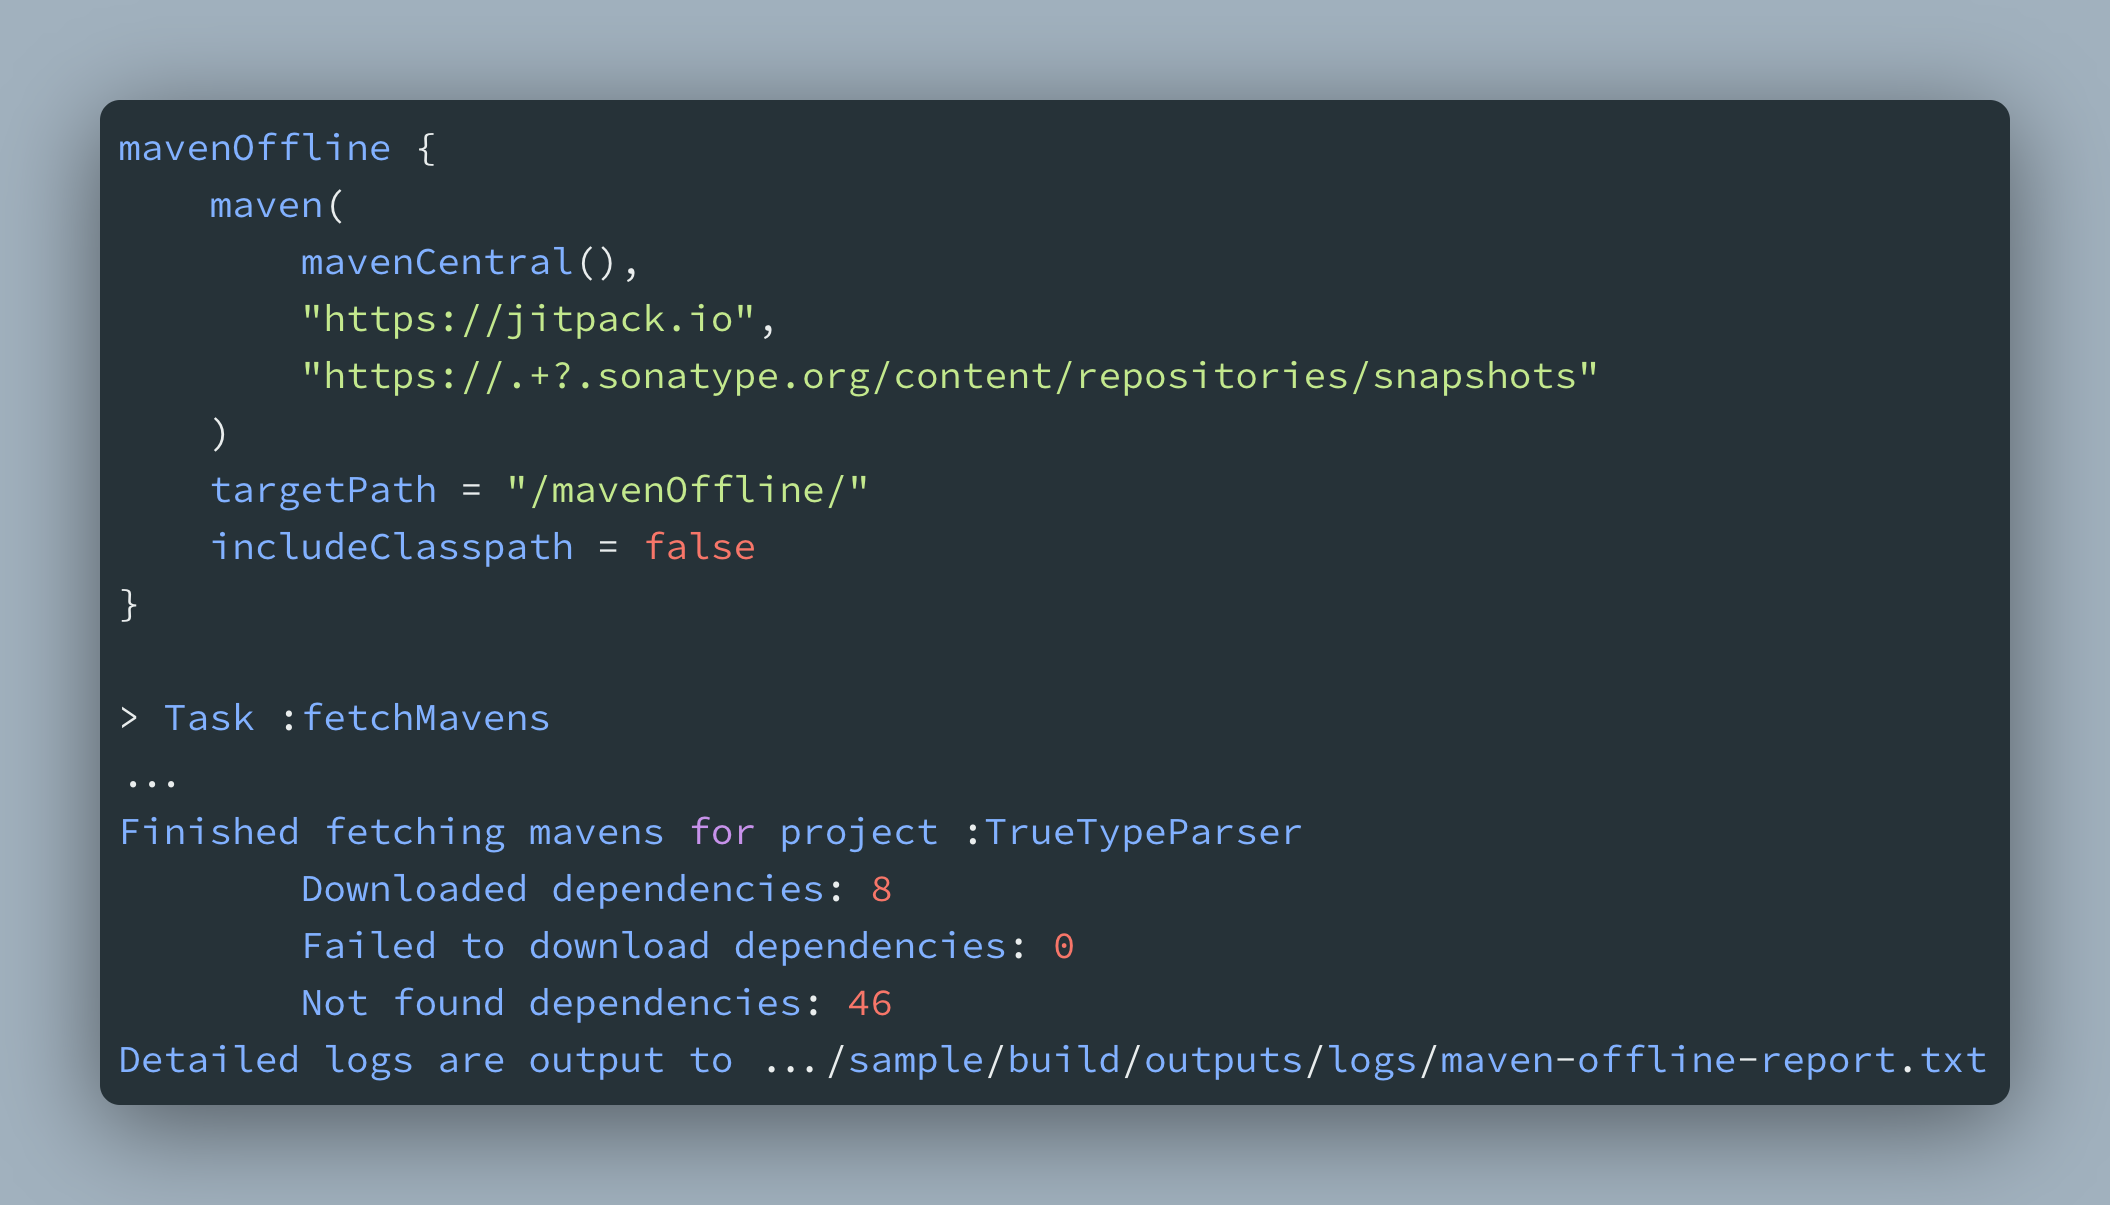 mavenOffline {
    maven(
        mavenCentral(),
        "https://jitpack.io",
        "https://.+?.sonatype.org/content/repositories/snapshots"
    )
    targetPath = "/mavenOffline/"
    includeClasspath = false
}

> Task :fetchMavens
...
Finished fetching mavens for project :TrueTypeParser
        Downloaded dependencies: 8
        Failed to download dependencies: 0
        Not found dependencies: 46
Detailed logs are output to .../sample/build/outputs/logs/maven-offline-report.txt